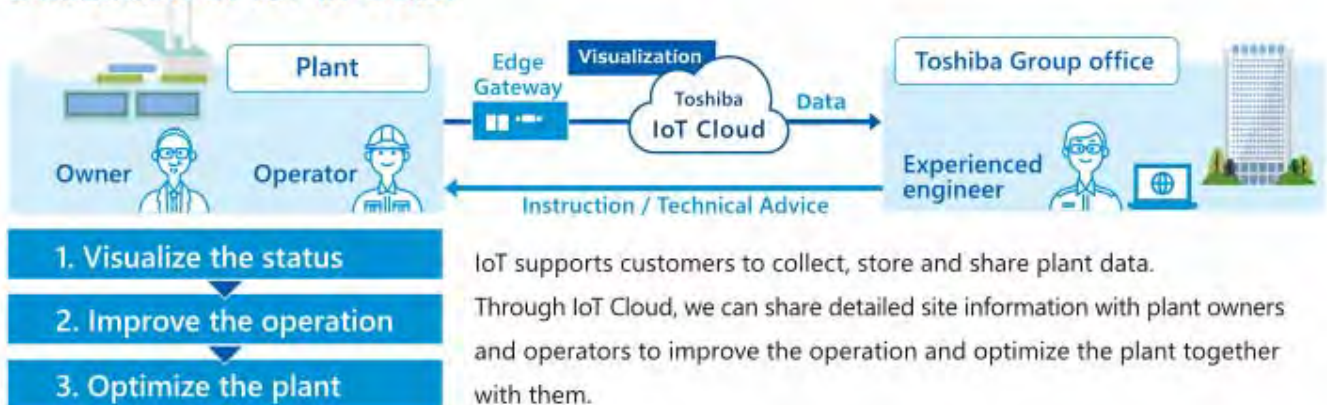 Plant
Owner
Operator
Edge
Gateway
Visualization
Toshiba
IoT Cloud
Data
Instruction / Technical Advice
Toshiba Group office
Experienced
engineer
1. Visualize the status
2. Improve the operation
3. Optimize the plant
IoT supports customers to collect, store and share plant data.
Through IoT Cloud, we can share detailed site information with plant owners
and operators to improve the operation and optimize the plant together
with them.